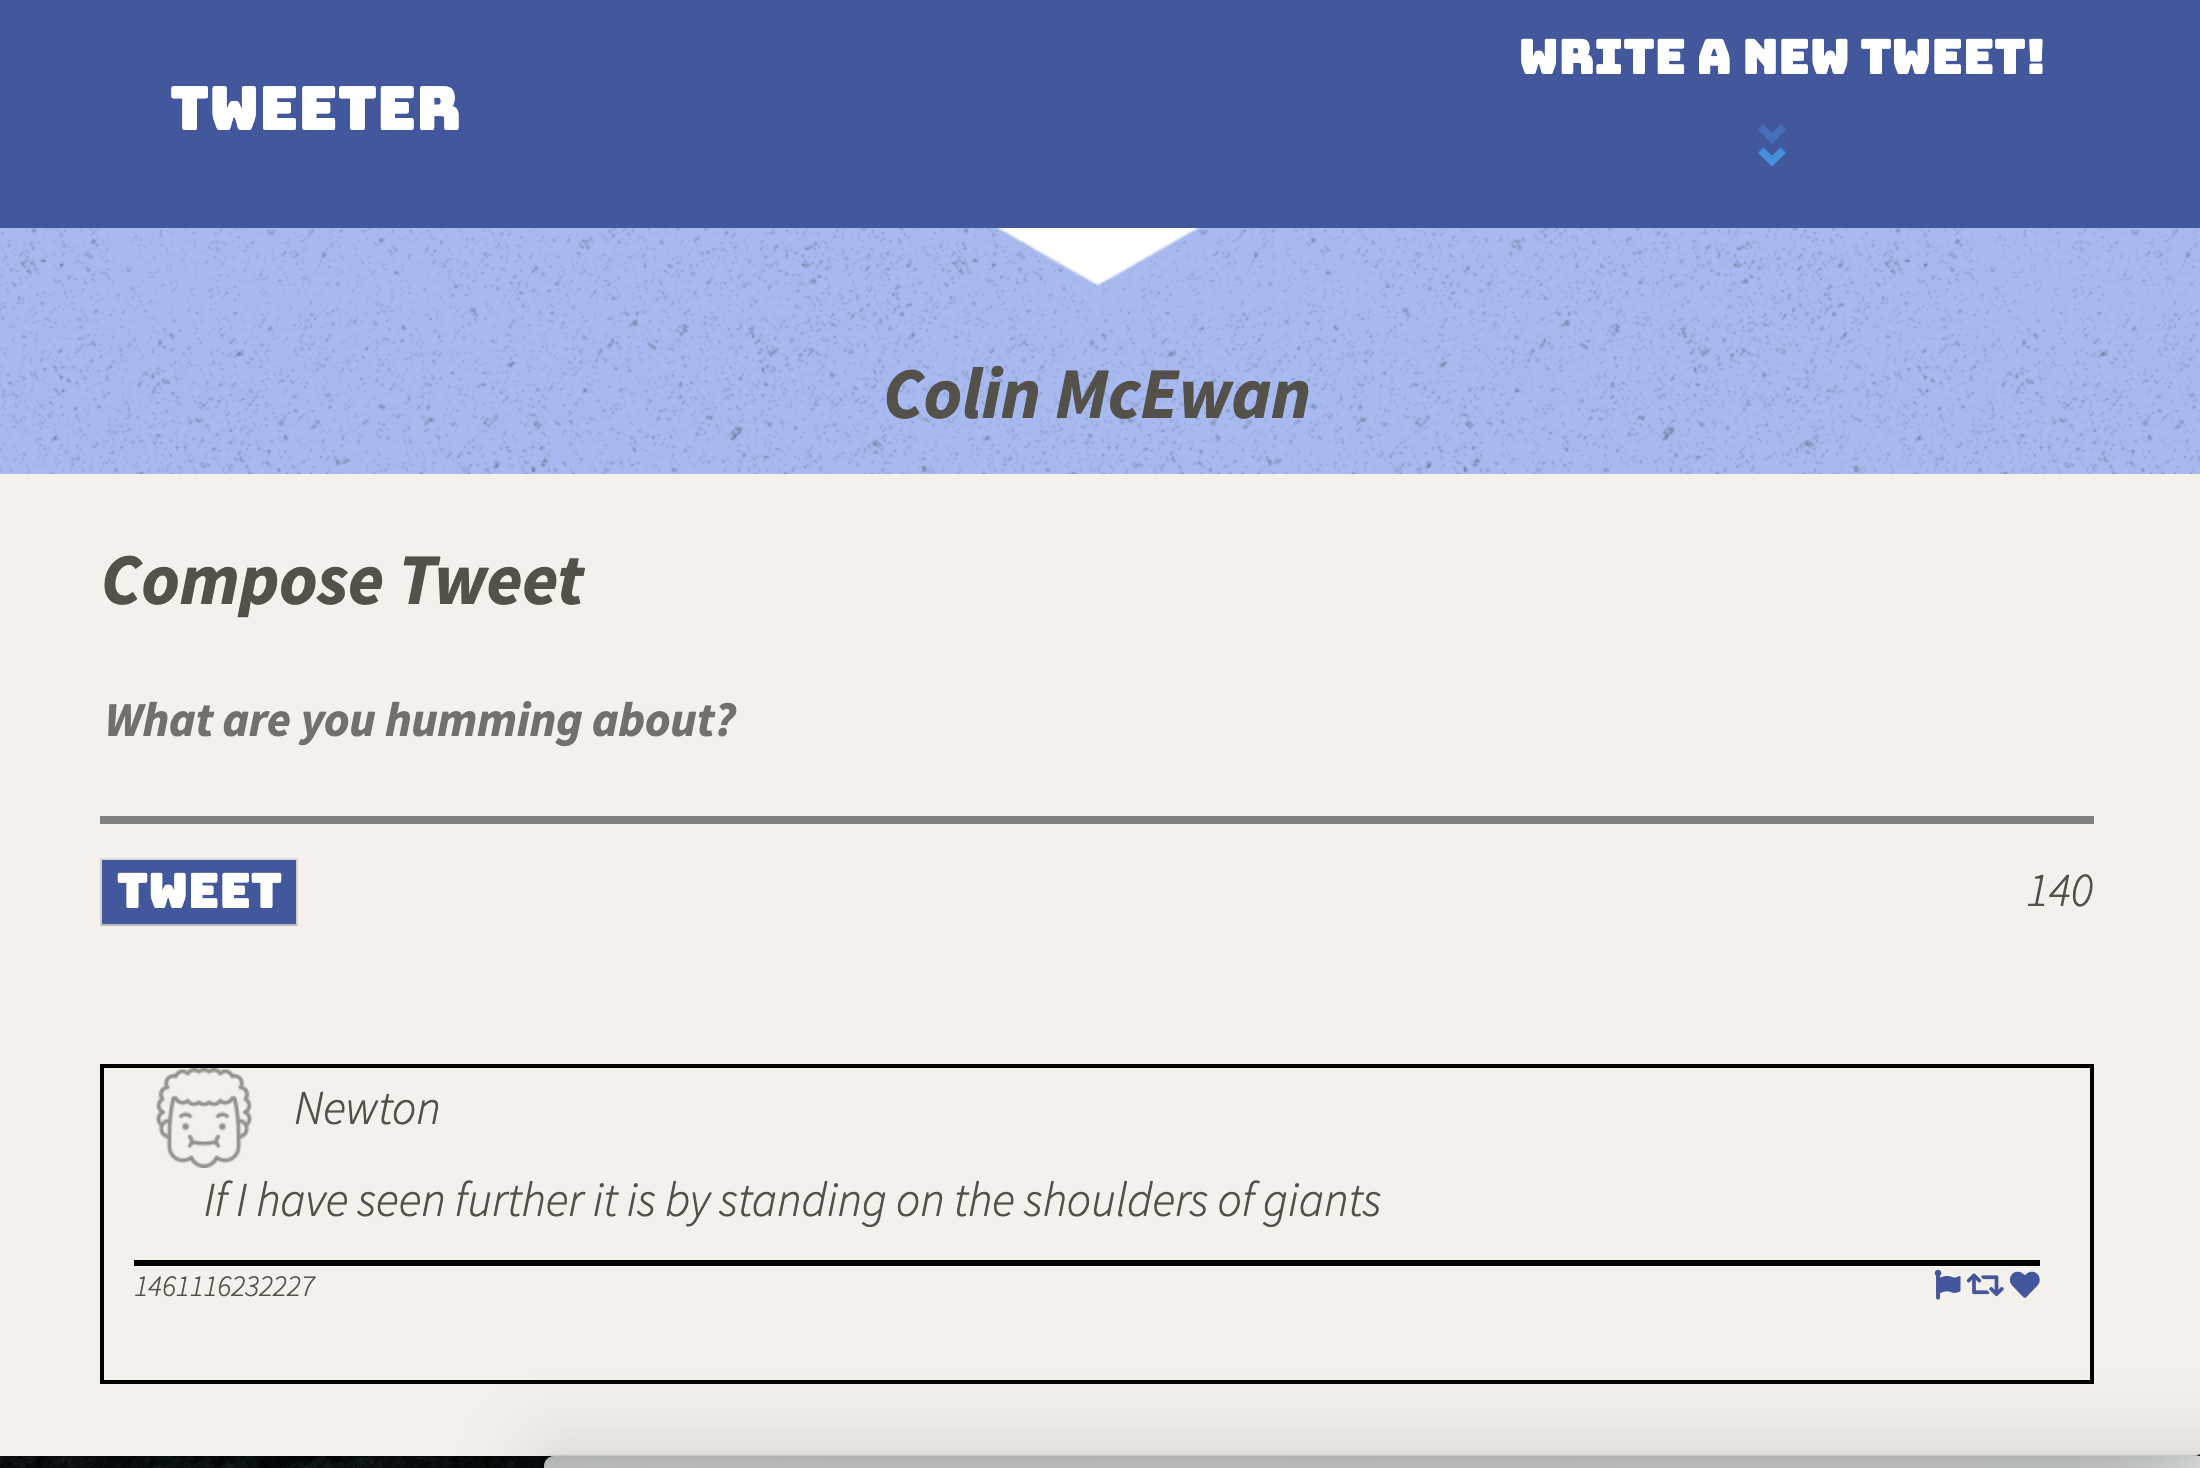 TWEETER
WRITE A NEW TWEET!
Colin McEwan
Compose Tweet
What are you humming about?
TWEET
140
Newton
If I have seen further it is by standing on the shoulders of giants
1461116232227